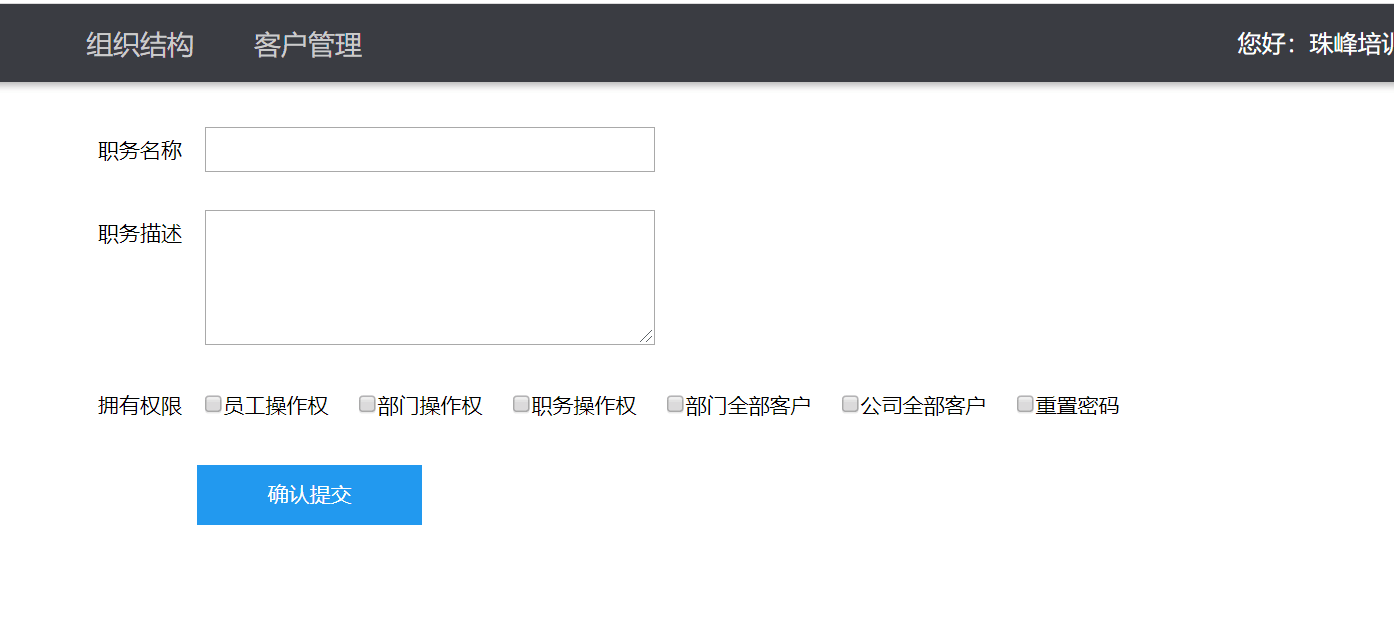 组织结构 客户管理 您好：珠峰培训
职务名称
职务描述
拥有权限 员工操作权 部门操作权 职务操作权 部门全部客户 公司全部客户 重置密码
确认提交